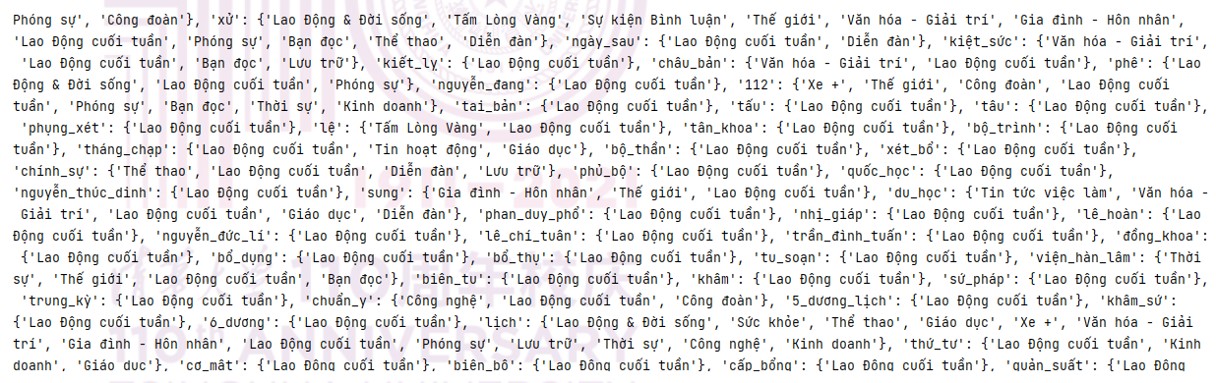 Phóng sự', 'Công đoàn'}, 'xử': {'Lao Động & Đời sống', 'Tấm Lòng Vàng', 'Sự kiện Bình luận', 'Thế giới', 'Văn hóa - Giải trí', 'Gia đình - Hôn nhân',
'Lao Động cuối tuần', 'Phóng sự', 'Bạn đọc', 'Thể thao', 'Diễn đàn'}, 'ngày_sau': {'Lao Động cuối tuần', 'Diễn đàn'}, 'kiệt_sức': {'Văn hóa - Giải trí',
'Lao Động cuối tuần', 'Bạn đọc', 'Lưu trữ'}, 'kiết_lỵ': {'Lao Động cuối tuần'}, 'châu_bản': {'Văn hóa - Giải trí', 'Lao Động cuối tuần'}, 'phê': {'Lao
Động & Đời sống', 'Lao Động cuối tuần', 'Phóng sự'}, 'nguyễn_đang': {'Lao Động cuối tuần'}, '112': {'Xe +', 'Thế giới', 'Công đoàn', 'Lao Động cuối
tuần', 'Phóng sự', 'Bạn đọc', 'Thời sự', 'Kinh doanh'}, 'tai_bản': {'Lao Động cuối tuần'}, 'tấu': {'Lao Động cuối tuần'}, 'tâu': {'Lao Động cuối tuần'},
'phụng_xét': {'Lao Động cuối tuần'}, 'lệ': {'Tấm Lòng Vàng', 'Lao Động cuối tuần'}, 'tân_khoa': {'Lao Động cuối tuần'}, 'bộ_trình': {'Lao Động cuối
tuần'}, 'tháng_chạp': {'Lao Động cuối tuần', 'Tin hoạt động', 'Giáo dục'}, 'bộ_thần': {'Lao Động cuối tuần'}, 'xét_bổ': {'Lao Động cuối tuần'},
'chính_sự': {'Thể thao', 'Lao Động cuối tuần', 'Diễn đàn', 'Lưu trữ'}, 'phủ_bộ': {'Lao Động cuối tuần'}, 'quốc_học': {'Lao Động cuối tuần'},
'nguyễn_thúc_dinh': {'Lao Động cuối tuần'}, 'sung': {'Gia đình - Hôn nhân', 'Thế giới', 'Lao Động cuối tuần'}, 'du_học': {'Tin tức việc làm', 'Văn hóa -
Giải trí', 'Lao Động cuối tuần', 'Giáo dục', 'Diễn đàn'}, 'phan_duy_phổ': {'Lao Động cuối tuần'}, 'nhị_giáp': {'Lao Động cuối tuần'}, 'lê_hoàn': {'Lao
Động cuối tuần'}, 'nguyễn_đức_lí': {'Lao Động cuối tuần'}, 'lê_chí_tuân': {'Lao Động cuối tuần'}, 'trần_đình_tuấn': {'Lao Động cuối tuần'}, 'đồng_khoa':
{'Lao Động cuối tuần'}, 'bổ_dụng': {'Lao Động cuối tuần'}, 'bổ_thụ': {'Lao Động cuối tuần'}, 'tu_soạn': {'Lao Động cuối tuần'}, 'viện_hàn_lâm': {'Thời
sự', 'Thế giới', 'Lao Động cuối tuần', 'Bạn đọc'}, 'biên_tu': {'Lao Động cuối tuần'}, 'khâm': {'Lao Động cuối tuần'}, 'sứ_pháp': {'Lao Động cuối tuần'},
'trung_kỳ': {'Lao Động cuối tuần'}, 'chuẩn_y': {'Công nghệ', 'Lao Động cuối tuần', 'Công đoàn'}, '5_dương_lịch': {'Lao Động cuối tuần'}, 'khâm_sứ':
{'Lao Động cuối tuần'}, '6_dương': {'Lao Động cuối tuần'}, 'lịch': {'Lao Động & Đời sống', 'Sức khỏe', 'Thể thao', 'Giáo dục', 'Xe +', 'Văn hóa - Giải
trí', 'Gia đình - Hôn nhân', 'Lao Động cuối tuần', 'Phóng sự', 'Lưu trữ', 'Thời sự', 'Công nghệ', 'Kinh doanh'}, 'thứ_tư': {'Lao Động cuối tuần', 'Kinh
doanh', 'Giáo dục'}, 'cơ_mật': {'Lao Động cuối tuần'}, 'biên_bô': {'Lao Động cuối tuần'}, 'cấp_bổng': {'Lao Động cuối tuần'}, 'quản_suất': {'Lao Động
1911-2021
110周年校庆
110th ANNIVERSARY
TSINGHUA UNIVERSITY